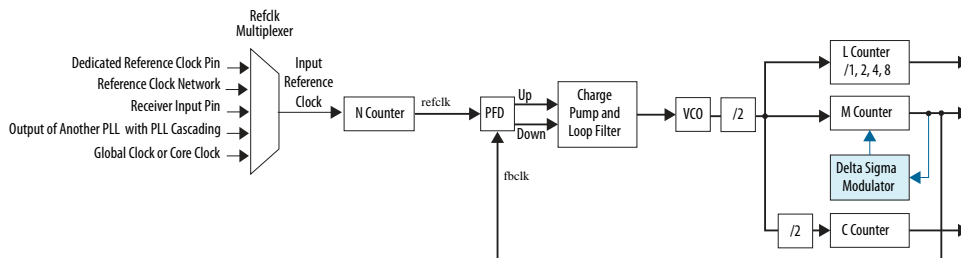 Refclk
Multiplexer
Dedicated Reference Clock Pin
Reference Clock Network
Receiver Input Pin
Output of Another PLL with PLL Cascading
Global Clock or Core Clock
Input
Reference
Clock
N Counter
refclk
PFD
Up
Down
fbclk
Charge
Pump and
Loop Filter
VCO
/2
L Counter
/1, 2, 4, 8
M Counter
Delta Sigma
Modulator
/2
C Counter